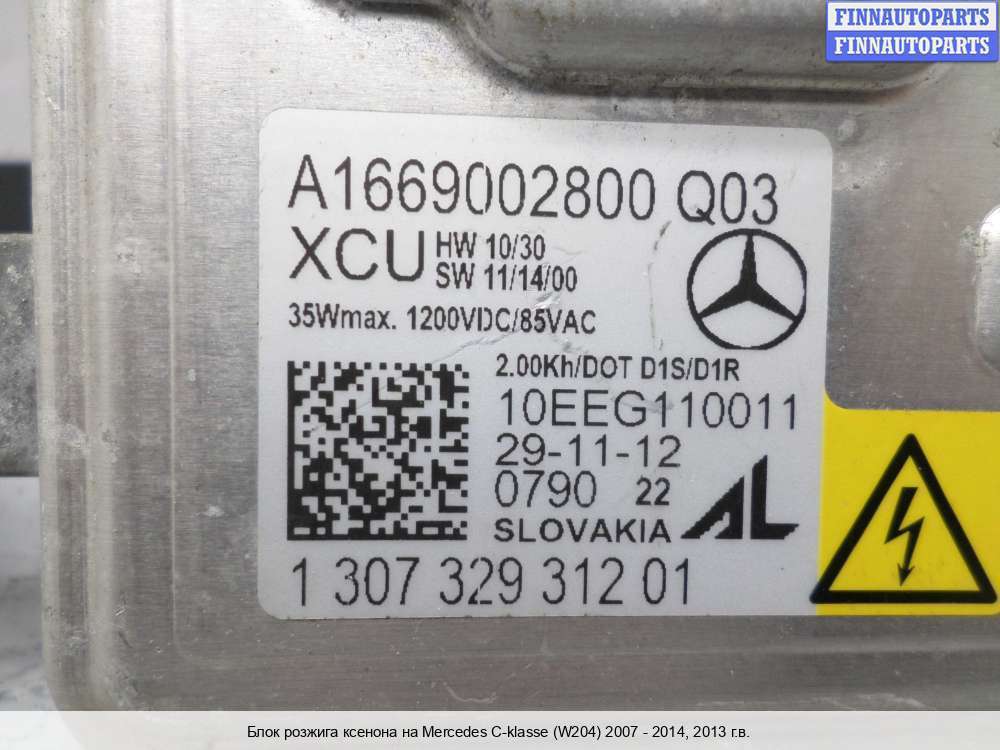 FINNAUTOPARTS
FINNAUTOPARTS
A1669002800 Q03
XCU HW 10/30
SW 11/14/00
35Wmax. 1200VDC/85VAC
2.00Kh/DOT D1S/D1R
10EEG110011
29-11-12
0790 22
AL
SLOVAKIA
1 307 329 312 01
Блок розжига ксенона на Mercedes C-klasse (W204) 2007 - 2014, 2013 г.в.